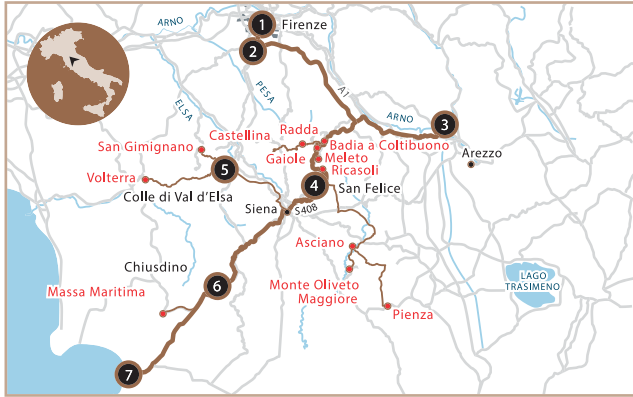 1
Firenze
ARNO
2
PESA
A1
ELSA
ARNO
3
Radda
Castellina
Badia a Coltibuono
San Gimignano
Gaiole
Meleto
Arezzo
5
Ricasoli
Volterra
4
San Felice
Colle di Val d'Elsa
Siena
S408
Asciano
Chiusdino
6
Monte Oliveto
Maggiore
LAGO
TRASIMENO
Massa Maritima
Pienza
7